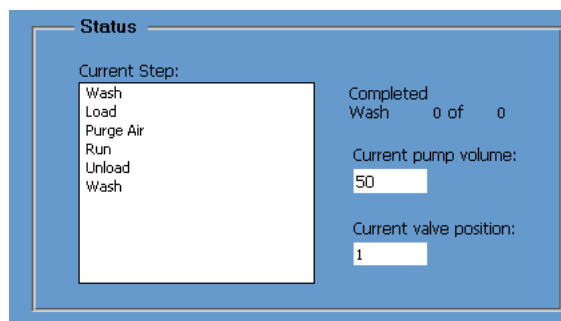 Status
Current Step:
Wash
Load
Purge Air
Run
Unload
Wash
Completed
Wash 0 of 0
Current pump volume:
50
Current valve position:
1